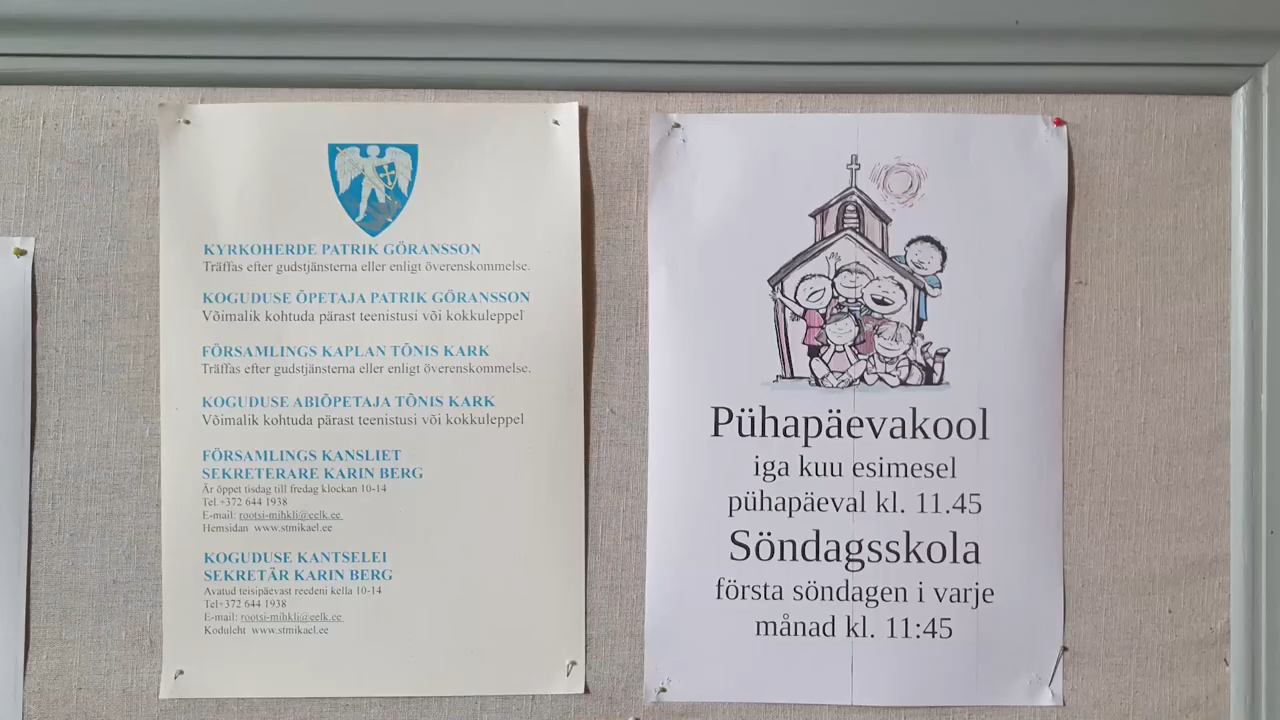 KYRKOHERDE PATRIK GÖRANSSON
Träffas efter gudstjänsterna eller enligt överenskommelse.
KOGUDUSE ÕPETAJA PATRIK GÖRANSSON
Võimalik kohtuda pärast teenistusi või kokkuleppel
FÖRSAMLINGS KAPLAN TÕNIS KARK
Träffas efter gudstjänsterna eller enligt överenskommelse.
KOGUDUSE ABIÕPETAJA TÕNIS KARK
Võimalik kohtuda pärast teenistusi või kokkuleppel
FÖRSAMLINGS KANSLIET
SEKRETERARE KARIN BERG
Är öppet tisdag till fredag klockan 10-14
Tel.+372 644 1938
E-mail: rootsi-mihkli@eelk.ee
Hemsidan www.stmikael.ee
KOGUDUSE KANTSELEI
SEKRETÄR KARIN BERG
Avatud teisipäevast reedeni kella 10-14
Tel+372 644 1938
E-mail: rootsi-mihkli@eelk.ee
Koduleht www.stmikael.ee
Pühapäevakool
iga kuu esimesel
pühapäeval kl. 11.45
Söndagsskola
första söndagen i varje
månad kl. 11:45